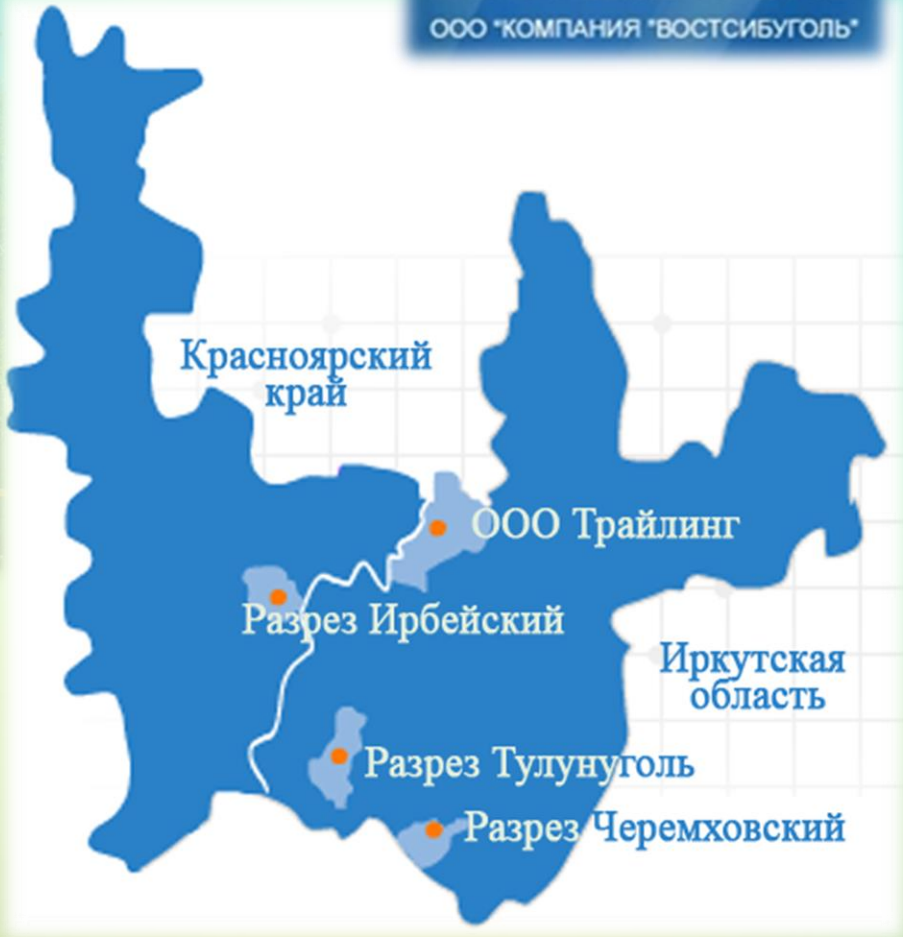 ООО "КОМПАНИЯ "ВОСТСИБУГОЛЬ"
Красноярский
край
ООО Трайлинг
Разрез Ирбейский
Иркутская
область
Разрез Тулунуголь
Разрез Черемховский